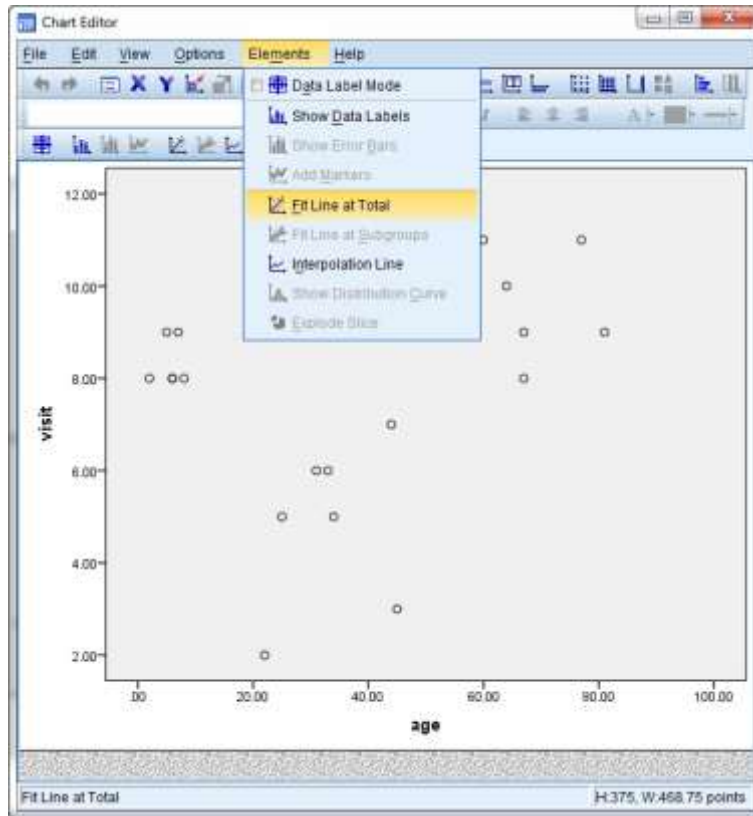 Chart Editor
File Edit View Options Elements Help
Data Label Mode
Show Data Labels
Show Error Bars
Add Markers
Fit Line at Total
Fit Line at Subgroups
Interpolation Line
Show Distribution Curve
Explode Slice
12.00
10.00
8.00
6.00
4.00
2.00
visit
.00 20.00 40.00 60.00 80.00 100.00
age
Fit Line at Total H:375, W:468.75 points